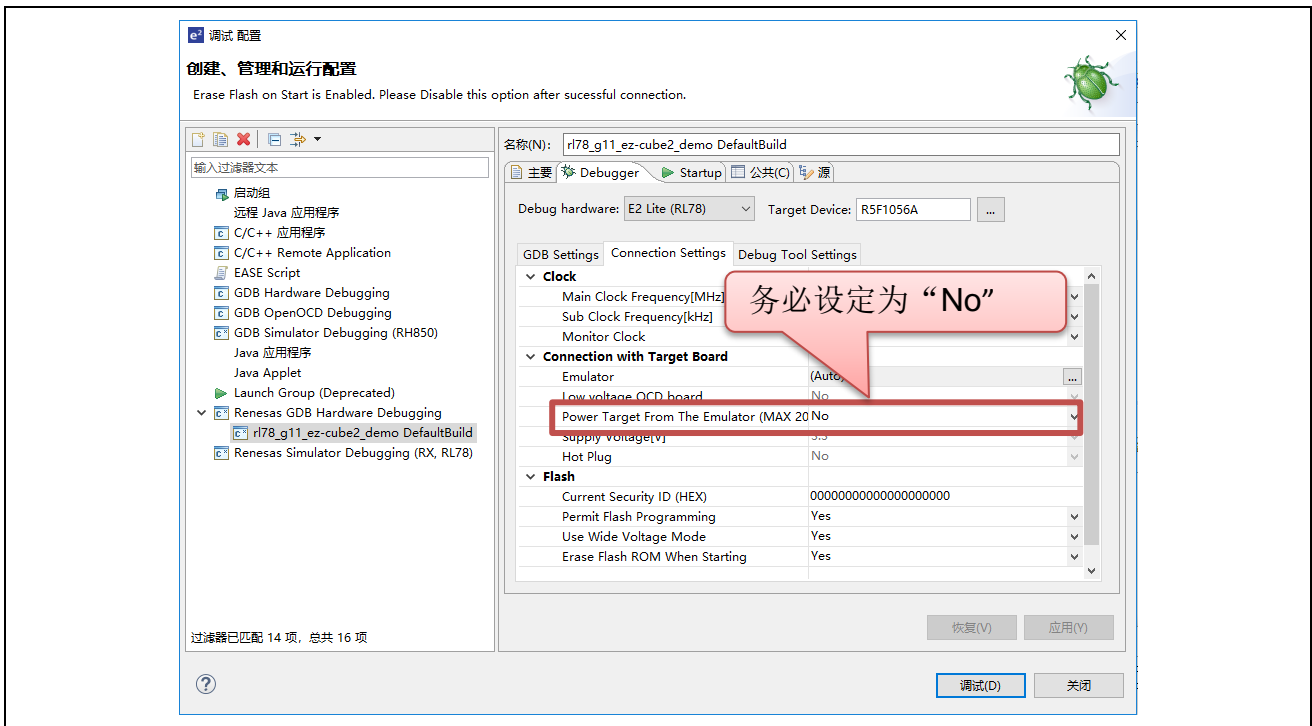 调试 配置
创建、管理和运行配置
Erase Flash on Start is Enabled. Please Disable this option after sucessful connection.
输入过滤器文本
启动组
远程 Java 应用程序
C/C++ 应用程序
C/C++ Remote Application
EASE Script
GDB Hardware Debugging
GDB OpenOCD Debugging
GDB Simulator Debugging (RH850)
Java 应用程序
Java Applet
Launch Group (Deprecated)
Renesas GDB Hardware Debugging
rl78_g11_ez-cube2_demo DefaultBuild
Renesas Simulator Debugging (RX, RL78)
过滤器已匹配 14 项，总共 16 项
名称(N)： rl78_g11_ez-cube2_demo DefaultBuild
主要 Debugger Startup 公共(C) 源
Debug hardware: E2 Lite (RL78) Target Device: R5F1056A ...
GDB Settings Connection Settings Debug Tool Settings
Clock
Main Clock Frequency[MHz]
Sub Clock Frequency[kHz]
Monitor Clock
务必设定为“No”
Connection with Target Board
Emulator (Auto) ...
Low voltage OCD board No
Power Target From The Emulator (MAX 20 No
Supply Voltage[V] 3.3
Hot Plug No
Flash
Current Security ID (HEX) 00000000000000000000
Permit Flash Programming Yes
Use Wide Voltage Mode Yes
Erase Flash ROM When Starting Yes
恢复(V) 应用(Y)
调试(D) 关闭